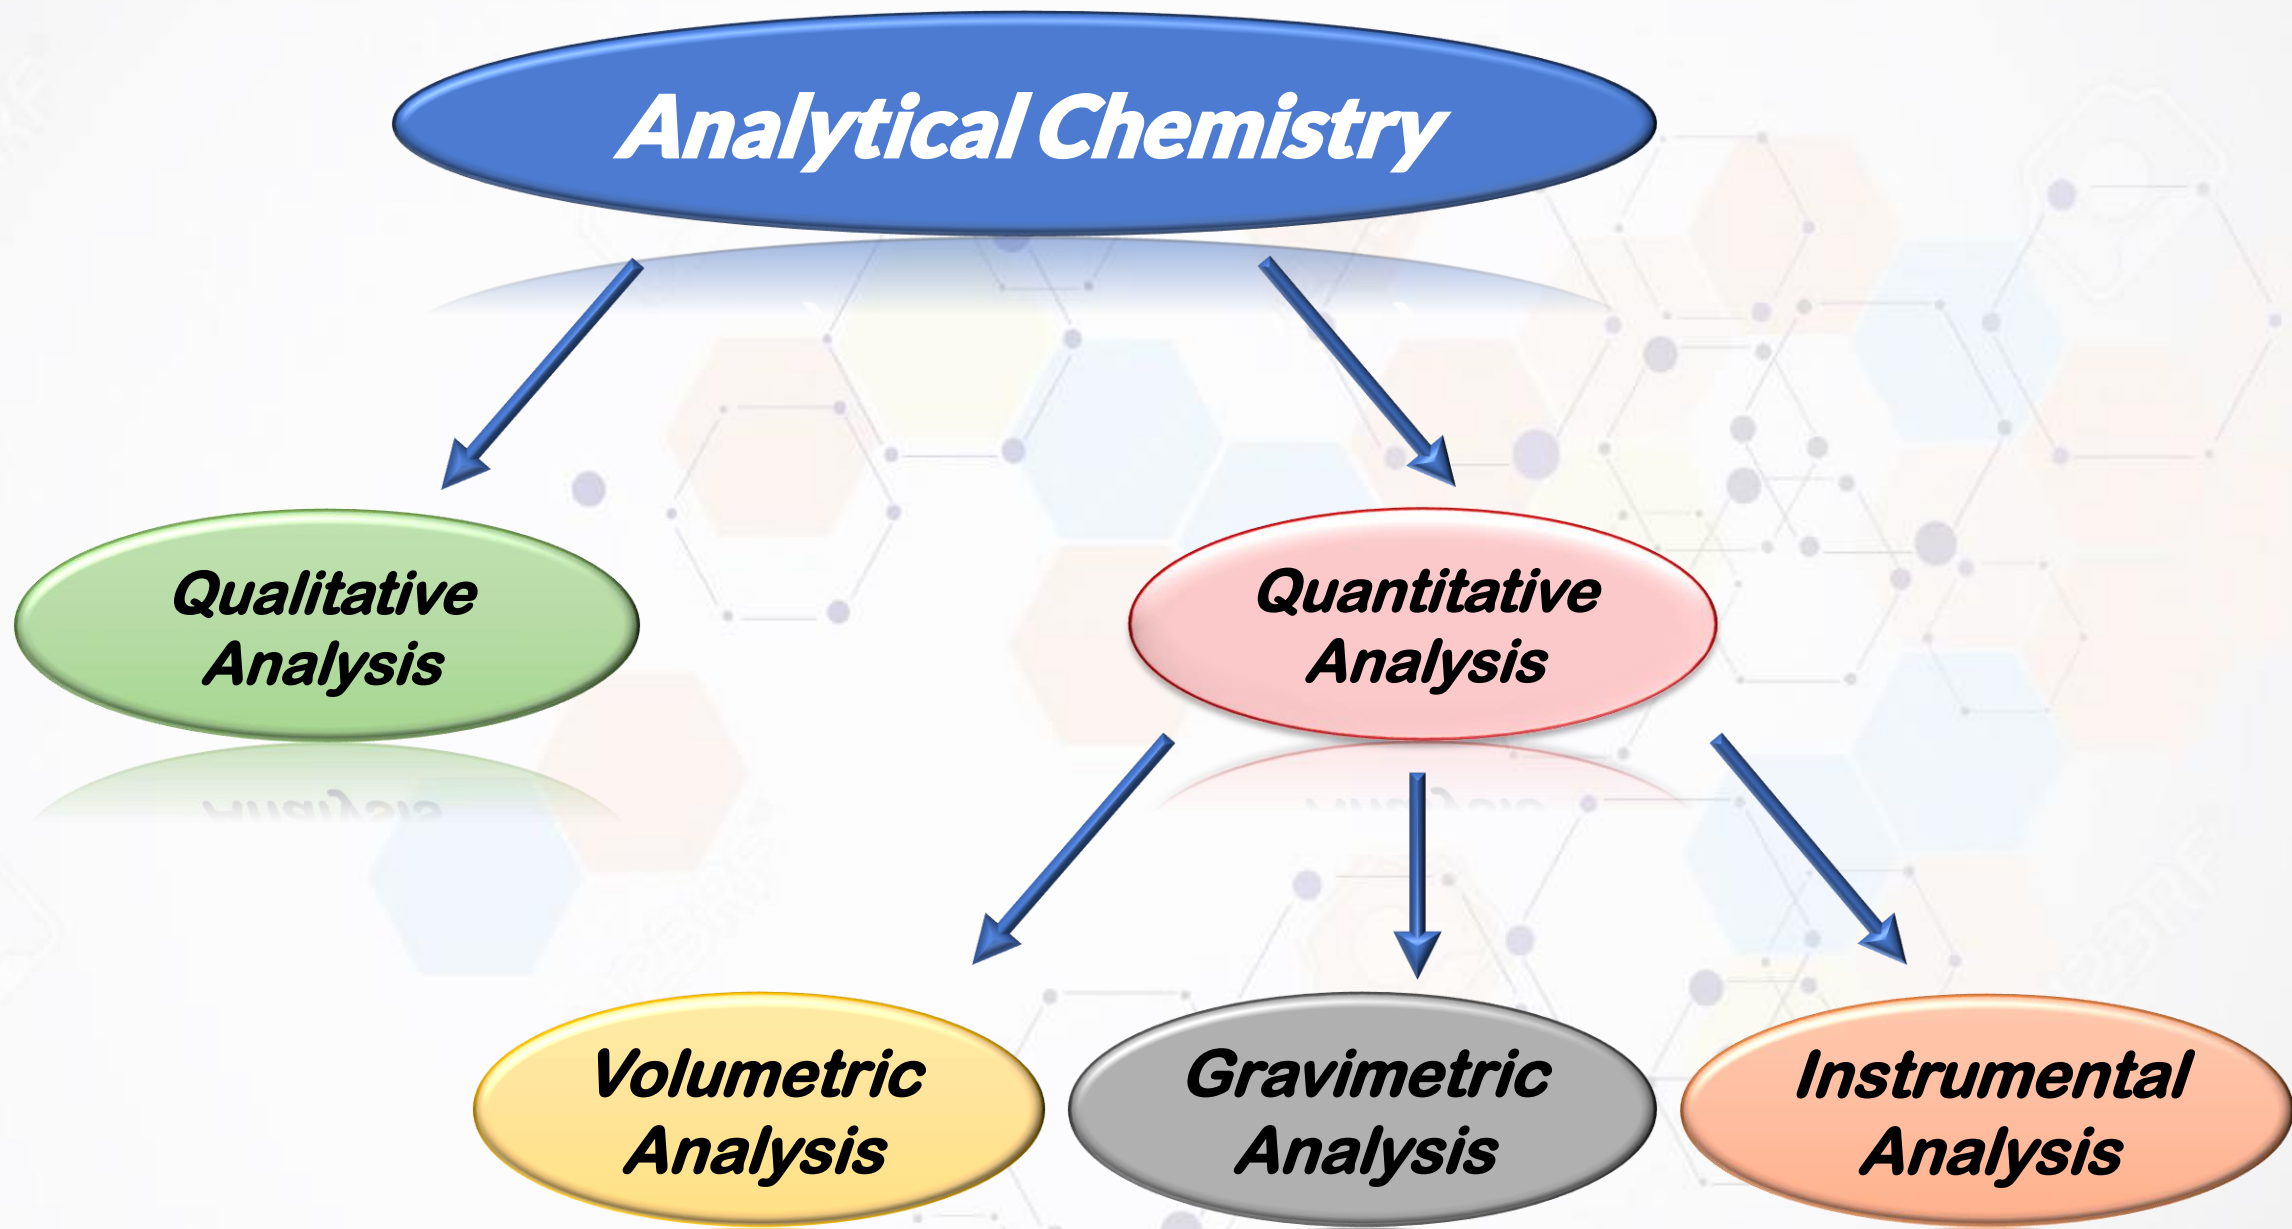 Analytical Chemistry
Qualitative
Analysis
Quantitative
Analysis
Volumetric
Analysis
Gravimetric
Analysis
Instrumental
Analysis